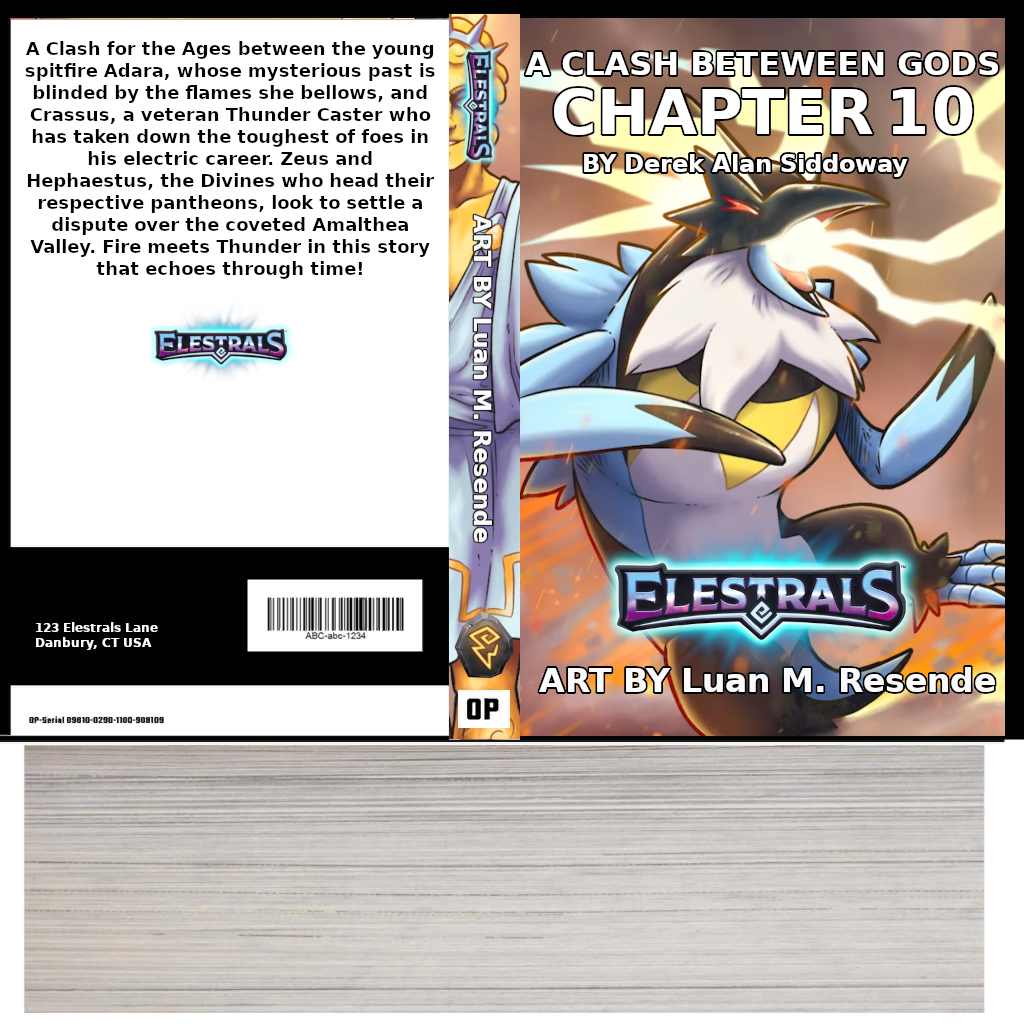 A Clash for the Ages between the young
spitfire Adara, whose mysterious past is
blinded by the flames she bellows, and
Crassus, a veteran Thunder Caster who
has taken down the toughest of foes in
his electric career. Zeus and
Hephaestus, the Divines who head their
respective pantheons, look to settle a
dispute over the coveted Amalthea
Valley. Fire meets Thunder in this story
that echoes through time!
ELESTRALS
123 Elestrals Lane
Danbury, CT USA
ABC-abc-1234
OP-Serial 09810-0290-1100-908109
ELESTRALS
ART BY Luan M. Resende
OP
A CLASH BETEWEEN GODS
CHAPTER 10
BY Derek Alan Siddoway
ELESTRALS™
ART BY Luan M. Resende